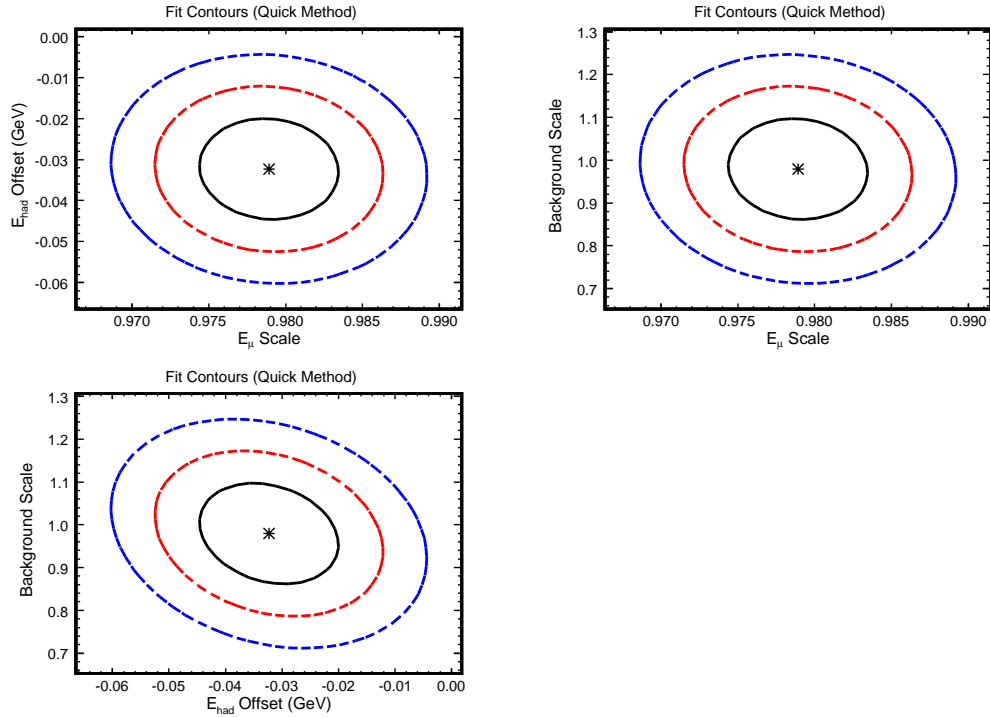 Fit Contours (Quick Method)
0.00
-0.01
-0.02
-0.03
-0.04
-0.05
-0.06
E_had Offset (GeV)
0.970 0.975 0.980 0.985 0.990
E_μ Scale
Fit Contours (Quick Method)
1.3
1.2
1.1
1.0
0.9
0.8
0.7
Background Scale
0.970 0.975 0.980 0.985 0.990
E_μ Scale
Fit Contours (Quick Method)
1.3
1.2
1.1
1.0
0.9
0.8
0.7
Background Scale
-0.06 -0.05 -0.04 -0.03 -0.02 -0.01 0.00
E_had Offset (GeV)